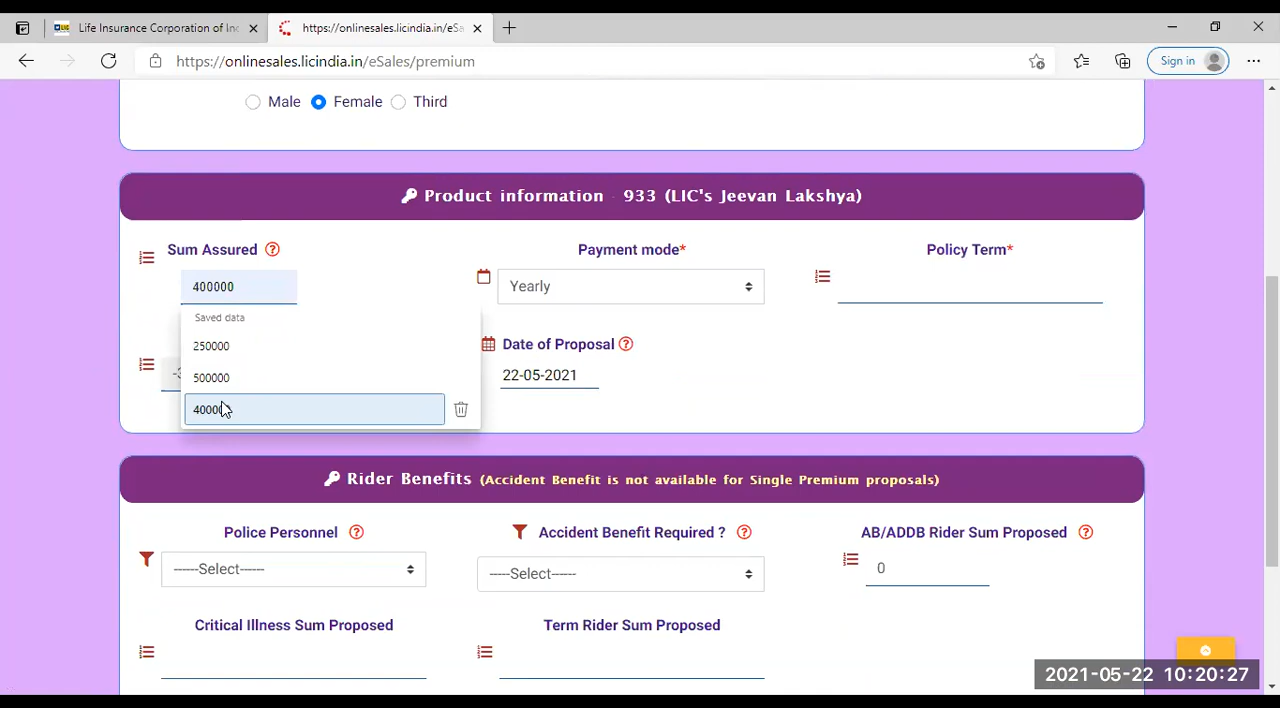 Life Insurance Corporation of Ind
https://onlinesales.licindia.in/eSa
https://onlinesales.licindia.in/eSales/premium
Sign in
Male Female Third
Product information - 933 (LIC's Jeevan Lakshya)
Sum Assured Payment mode* Policy Term*
400000 Yearly
Saved data
250000
Date of Proposal
22-05-2021
500000
400000
Rider Benefits (Accident Benefit is not available for Single Premium proposals)
Police Personnel Accident Benefit Required ? AB/ADDB Rider Sum Proposed
-----Select----- -----Select----- 0
Critical Illness Sum Proposed Term Rider Sum Proposed
2021-05-22 10:20:27